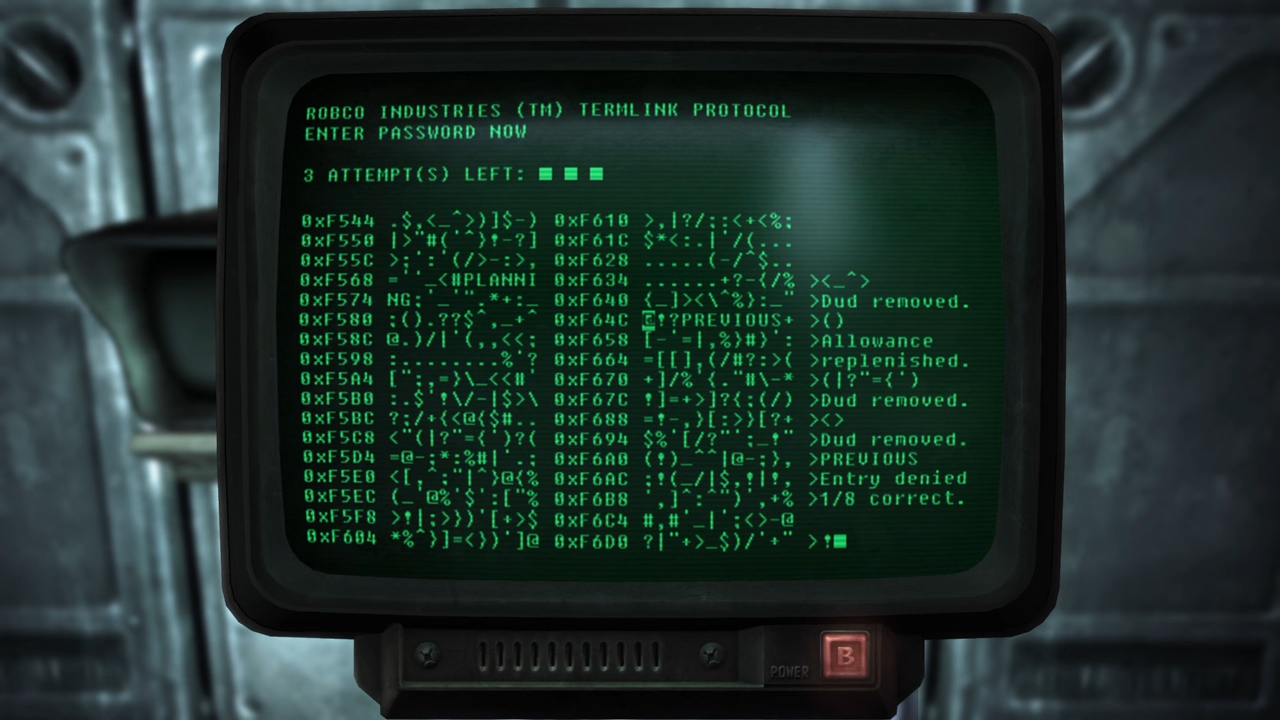 ROBCO INDUSTRIES (TM) TERMLINK PROTOCOL
ENTER PASSWORD NOW
3 ATTEMPT(S) LEFT: ■ ■ ■
0xF544 .$,<_^>)]$-) 0xF610 >,|?/;:<+<%;
0xF550 |>"#('^}!-?] 0xF61C $*<:.|'/(...
0xF55C >;':'(/>-:>, 0xF628 .....(-/^$..
0xF568 ='`_<#PLANNI 0xF634 ......+?-{/% ><_^>
0xF574 NG;'_'".*+:_ 0xF640 {_]><\^%}:_" >Dud removed.
0xF580 ;().??$^,_+^ 0xF64C @!?PREVIOUS+ >()
0xF58C @.)/|`(,,<<; 0xF658 [-'=|,%}#}': >Allowance
0xF598 :........%'? 0xF664 =[[],(/#?:>( >replenished.
0xF5A4 [":,=}\_<<#' 0xF670 +]/%`{."#\-* >(|?"={')
0xF5B0 :.$'!\/-|$>\ 0xF67C !]=+>]?{;(/) >Dud removed.
0xF5BC ?:/+{<@{$#.. 0xF688 =!-,}[:>}[?+ ><>
0xF5C8 <"(|?"={')?( 0xF694 $%'[/?"':_!" >Dud removed.
0xF5D4 =@-:*:%#|'.; 0xF6A0 (!)_^^|@-:}, >PREVIOUS
0xF5E0 <[,^:"|^}@{% 0xF6AC :!(_/|$,!|!, >Entry denied
0xF5EC (_'@%'$':["% 0xF6B8 ',]^:^")',+% >1/8 correct.
0xF5F8 >!|;>})'[+>$ 0xF6C4 #,#'_|';<>-@
0xF604 *%^}]=<})']@ 0xF6D0 ?|"+>_$)/'+" >!■
POWER
B